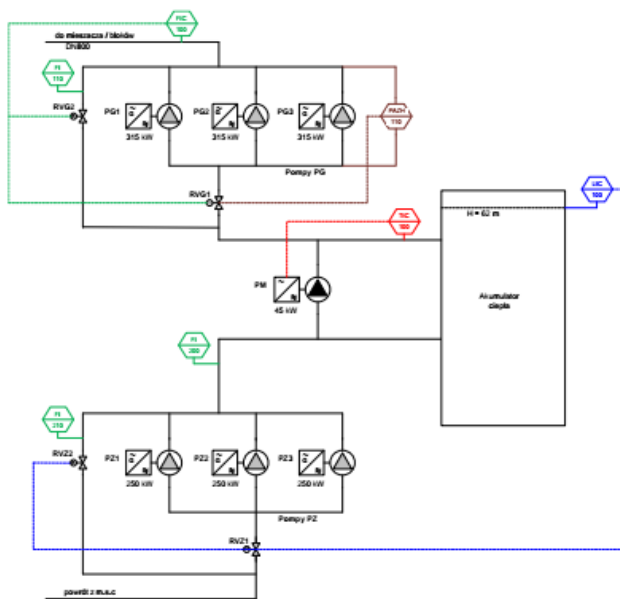 FIC
100
do mieszacza / bloków
DN800
FI
110
RVG2
PG1
PG2
PG3
315 kW
315 kW
315 kW
110
Pompy PG
RVG1
LIC
100
H = 62 m
TIC
100
PM
45 kW
Akumulator
ciepła
FI
200
FI
210
RVZ2
PZ1
PZ2
PZ3
250 kW
250 kW
250 kW
Pompy PZ
RVZ1
powrót z m.s.c